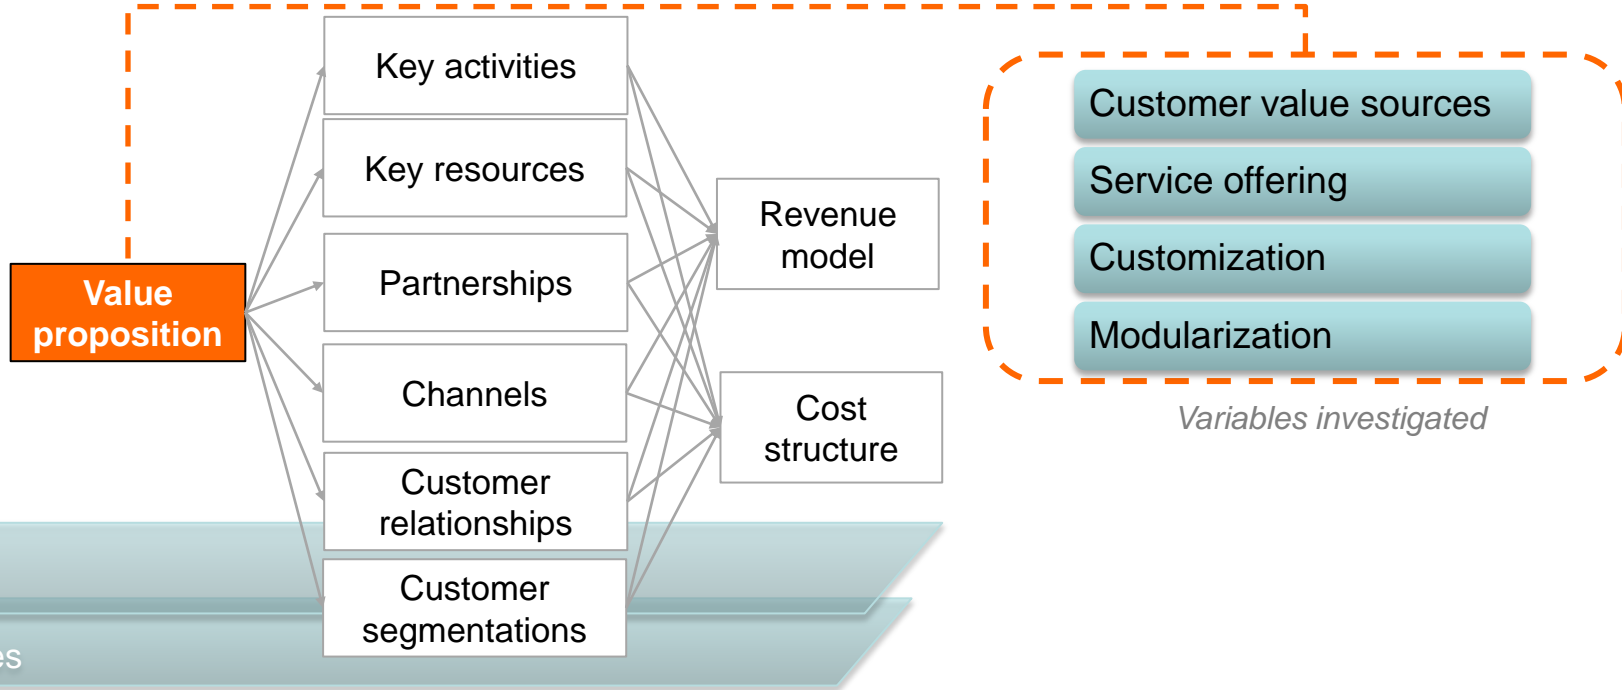 Value
proposition
Key activities
Key resources
Partnerships
Channels
Customer
relationships
Customer
segmentations
Revenue
model
Cost
structure
Customer value sources
Service offering
Customization
Modularization
Variables investigated